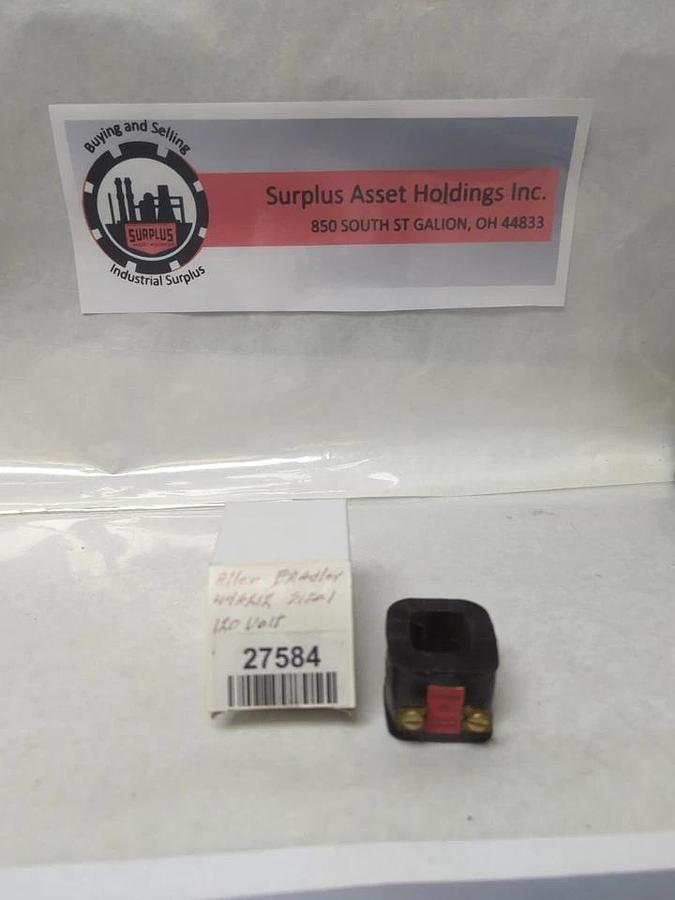 Buying and Selling
SURPLUS
Industrial Surplus
Surplus Asset Holdings Inc.
850 SOUTH ST GALION, OH 44833
Allen Bradley
120 Volt
27584